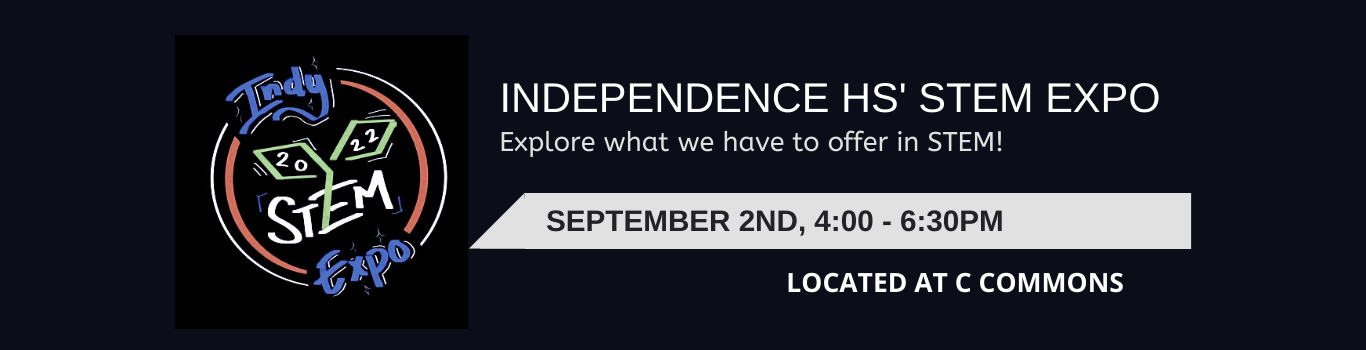 Indy
20 22
STEM
Expo
INDEPENDENCE HS' STEM EXPO
Explore what we have to offer in STEM!
SEPTEMBER 2ND, 4:00 - 6:30PM
LOCATED AT C COMMONS